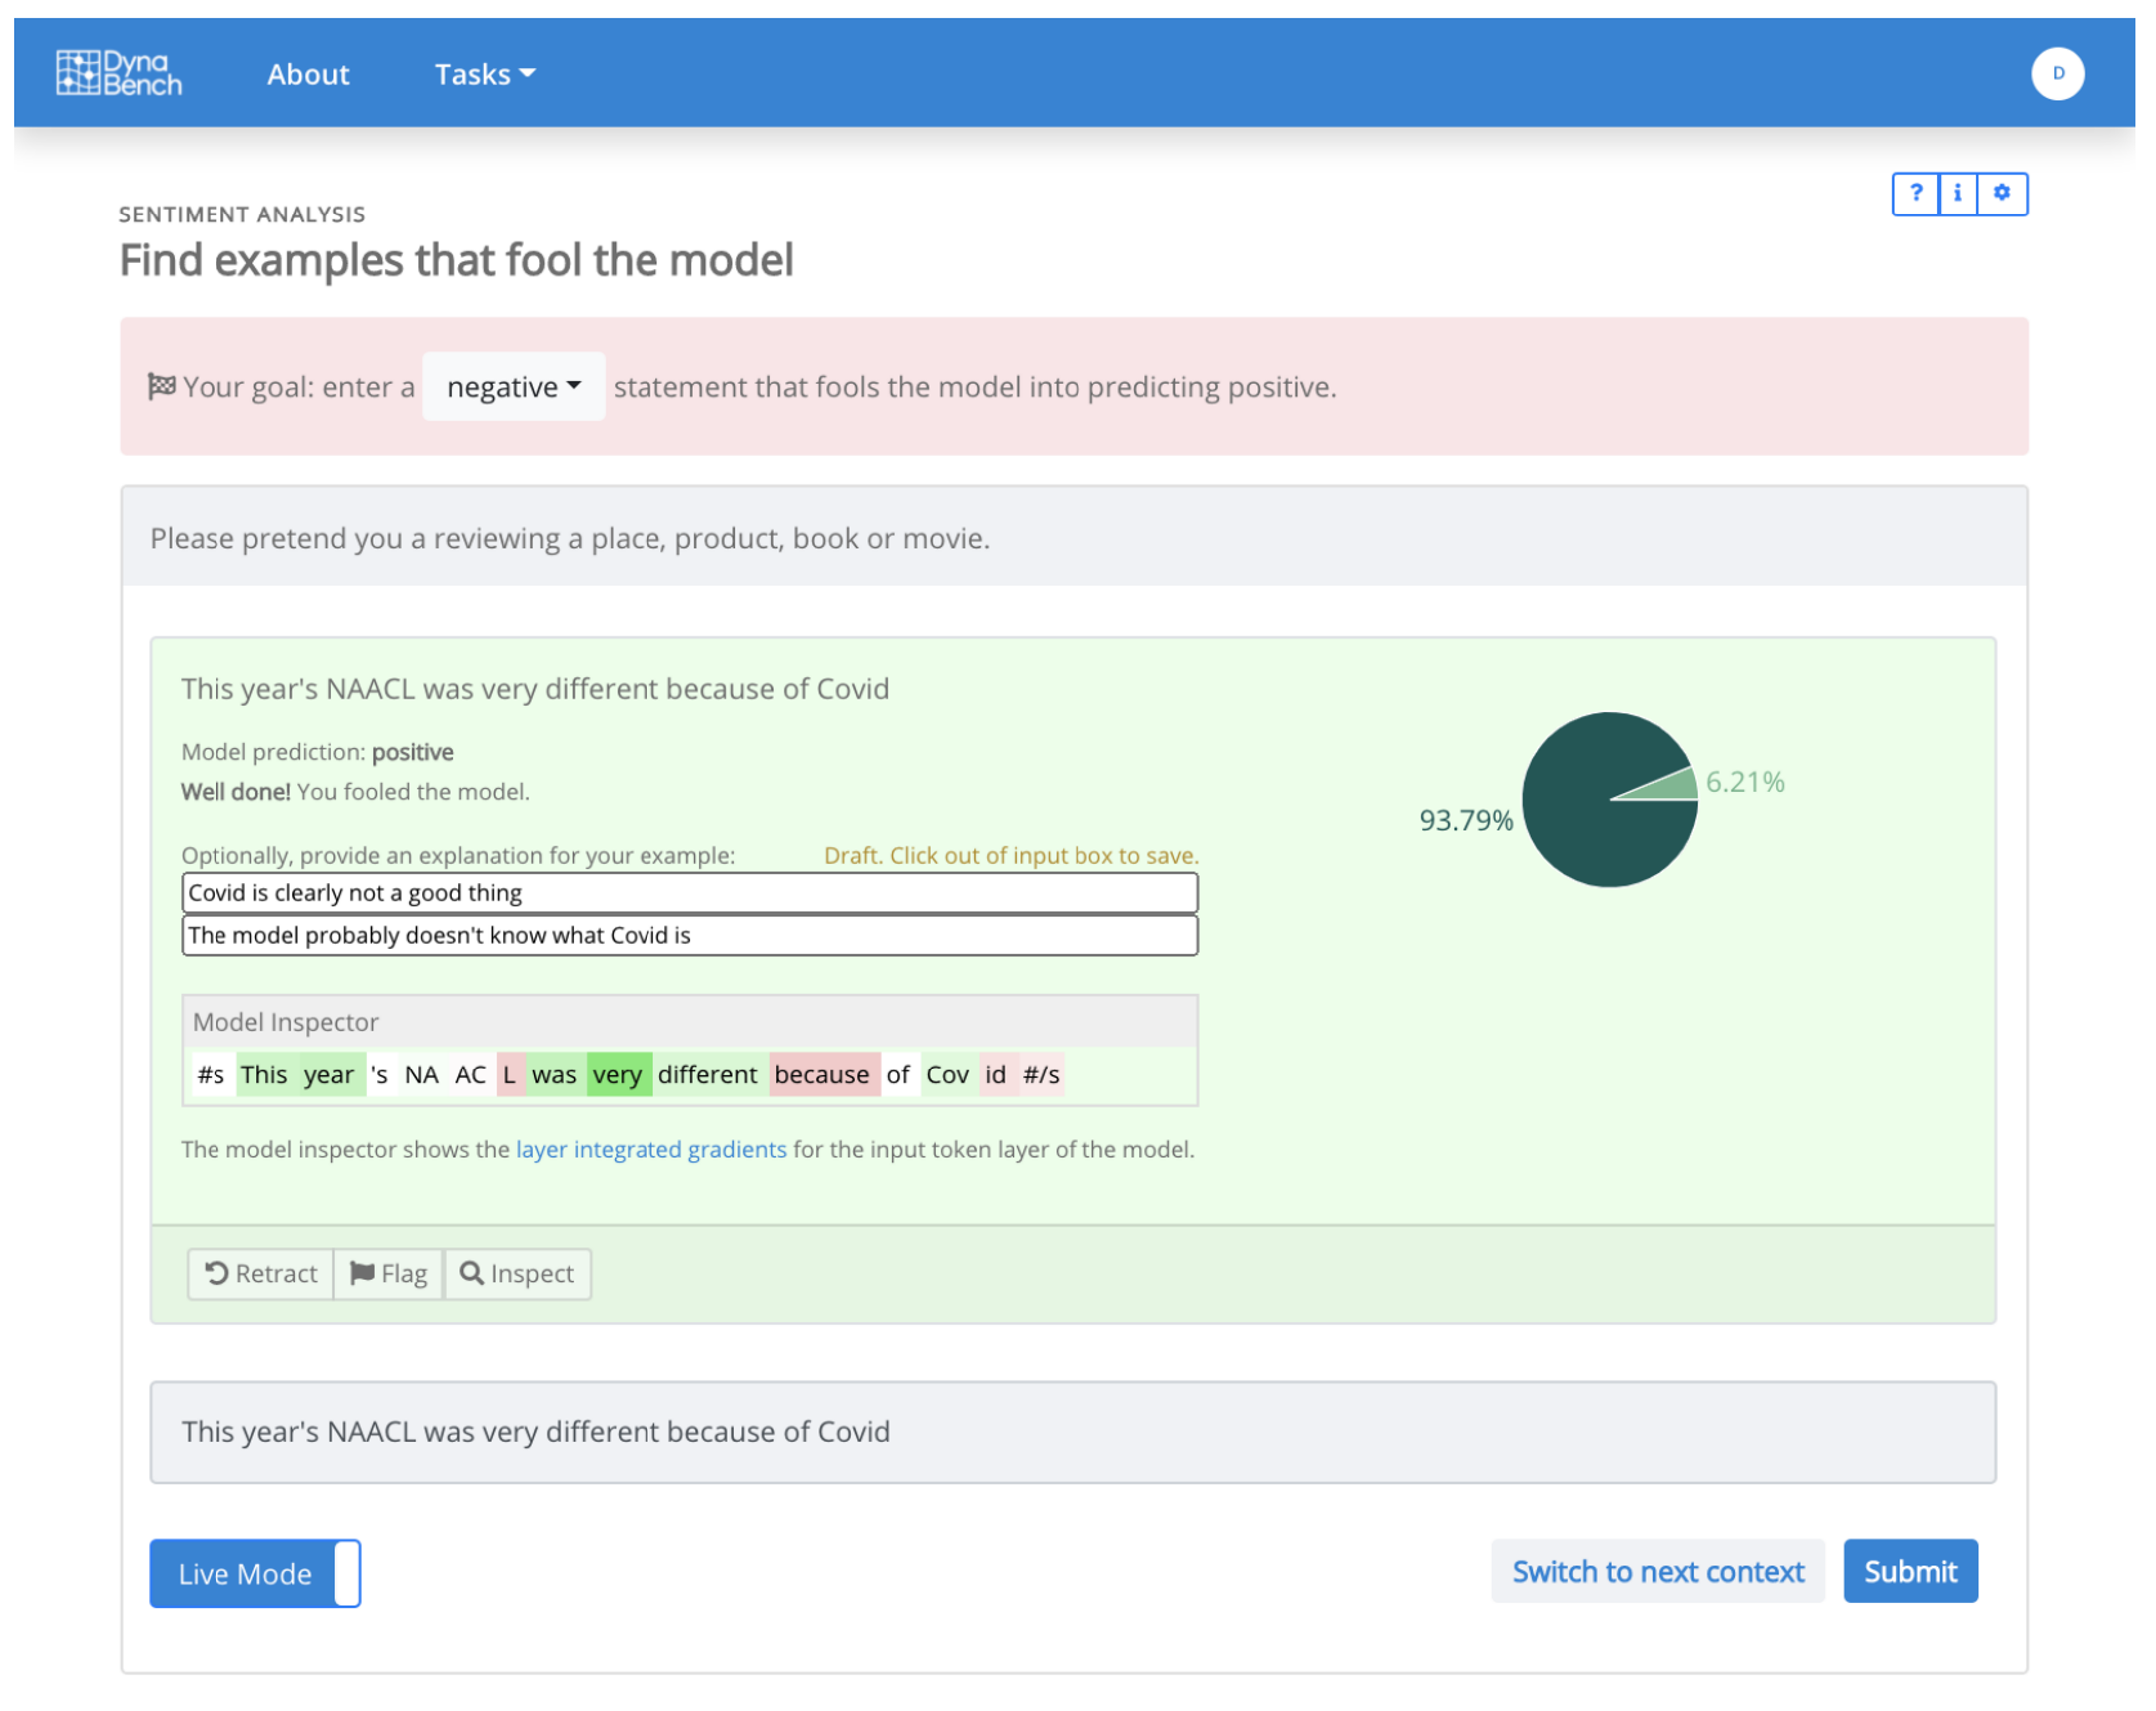 Dyna
Bench
About
Tasks
D
? i
SENTIMENT ANALYSIS
Find examples that fool the model
Your goal: enter a negative statement that fools the model into predicting positive.
Please pretend you a reviewing a place, product, book or movie.
This year's NAACL was very different because of Covid
Model prediction: positive
Well done! You fooled the model.
6.21%
93.79%
Optionally, provide an explanation for your example: Draft. Click out of input box to save.
Covid is clearly not a good thing
The model probably doesn't know what Covid is
Model Inspector
#s This year 's NA AC L was very different because of Cov id #/s
The model inspector shows the layer integrated gradients for the input token layer of the model.
Retract Flag Inspect
This year's NAACL was very different because of Covid
Live Mode
Switch to next context
Submit